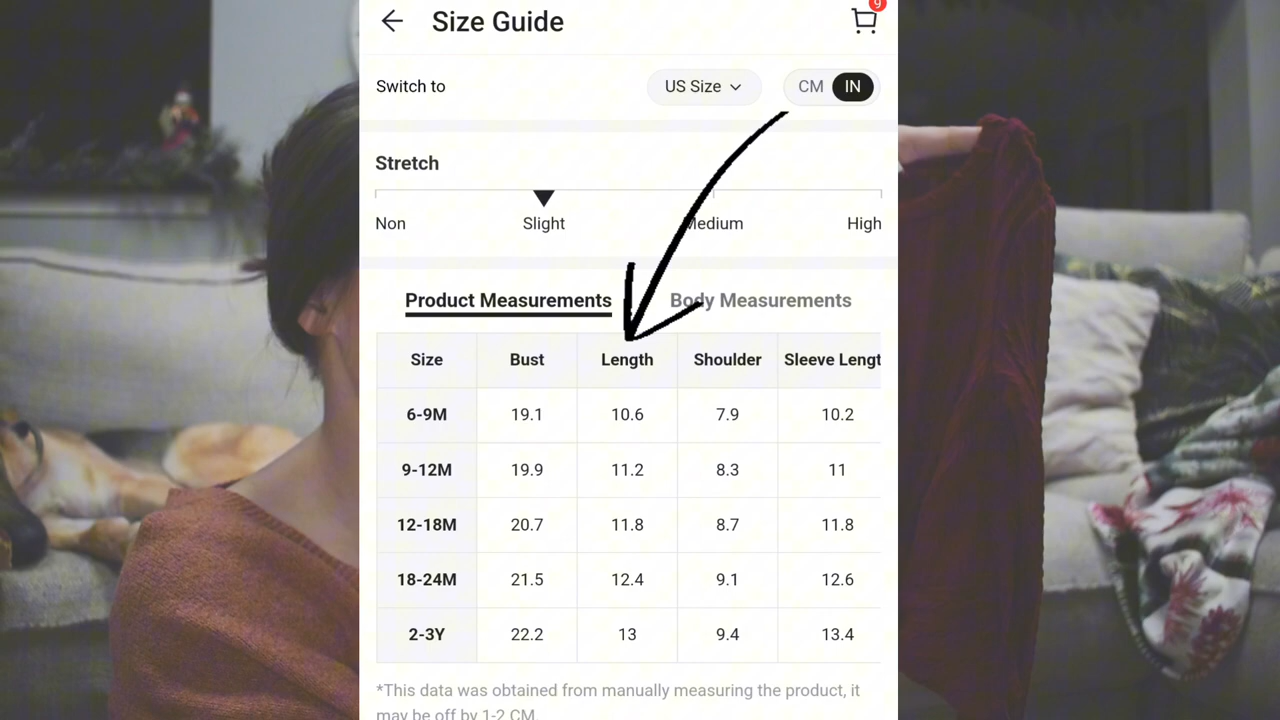 Size Guide
9
Switch to
US Size
CM IN
Stretch
Non Slight Medium High
Product Measurements Body Measurements
Size Bust Length Shoulder Sleeve Lengt
6-9M 19.1 10.6 7.9 10.2
9-12M 19.9 11.2 8.3 11
12-18M 20.7 11.8 8.7 11.8
18-24M 21.5 12.4 9.1 12.6
2-3Y 22.2 13 9.4 13.4
*This data was obtained from manually measuring the product, it
may be off by 1-2 CM.